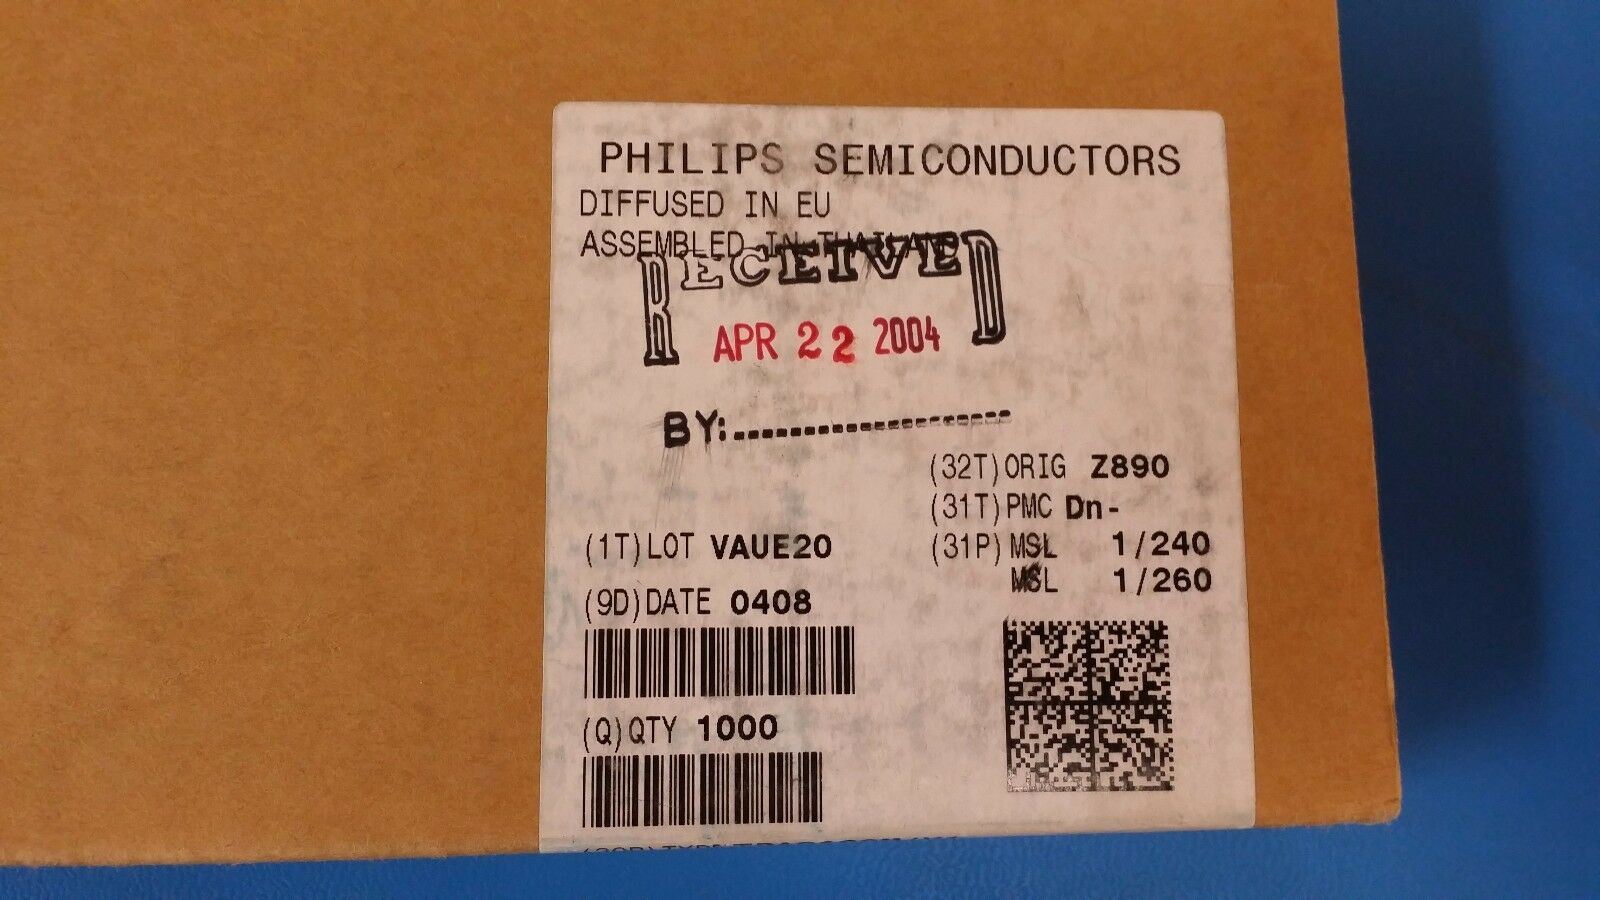 PHILIPS SEMICONDUCTORS
DIFFUSED IN EU
ASSEMBLED IN THAILAND
RECEIVED
APR 22 2004
BY:
(32T)ORIG Z890
(31T)PMC Dn-
(1T)LOT VAUE20 (31P)MSL 1/240
MSL 1/260
(9D)DATE 0408
(Q)QTY 1000